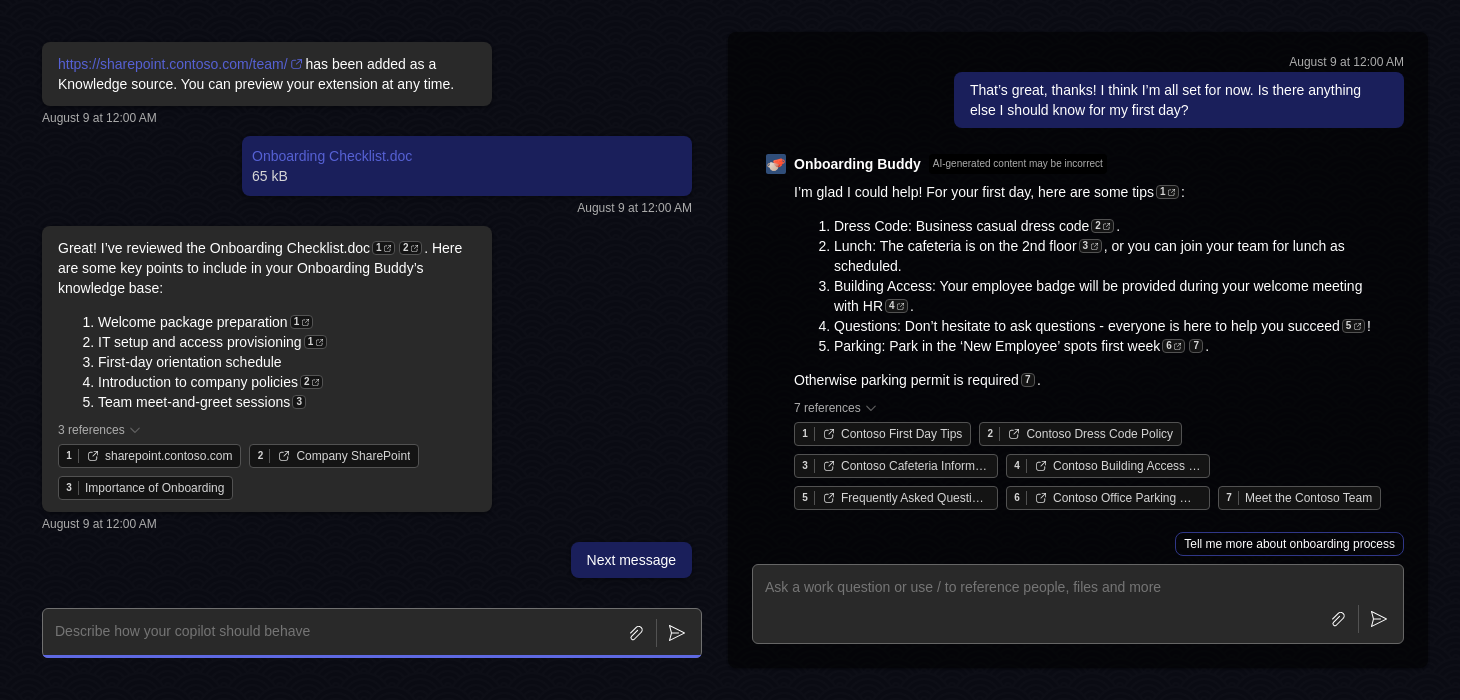 https://sharepoint.contoso.com/team/ has been added as a
Knowledge source. You can preview your extension at any time.
August 9 at 12:00 AM
Onboarding Checklist.doc
65 kB
August 9 at 12:00 AM
Great! I’ve reviewed the Onboarding Checklist.doc 1 2 . Here
are some key points to include in your Onboarding Buddy’s
knowledge base:
1. Welcome package preparation 1
2. IT setup and access provisioning 1
3. First-day orientation schedule
4. Introduction to company policies 2
5. Team meet-and-greet sessions 3
3 references
1 sharepoint.contoso.com 2 Company SharePoint
3 Importance of Onboarding
August 9 at 12:00 AM
Next message
Describe how your copilot should behave
August 9 at 12:00 AM
That’s great, thanks! I think I’m all set for now. Is there anything
else I should know for my first day?
Onboarding Buddy AI-generated content may be incorrect
I’m glad I could help! For your first day, here are some tips 1 :
1. Dress Code: Business casual dress code 2 .
2. Lunch: The cafeteria is on the 2nd floor 3 , or you can join your team for lunch as
scheduled.
3. Building Access: Your employee badge will be provided during your welcome meeting
with HR 4 .
4. Questions: Don’t hesitate to ask questions - everyone is here to help you succeed 5 !
5. Parking: Park in the ‘New Employee’ spots first week 6 7 .
Otherwise parking permit is required 7 .
7 references
1 Contoso First Day Tips 2 Contoso Dress Code Policy
3 Contoso Cafeteria Inform… 4 Contoso Building Access …
5 Frequently Asked Questi… 6 Contoso Office Parking … 7 Meet the Contoso Team
Tell me more about onboarding process
Ask a work question or use / to reference people, files and more